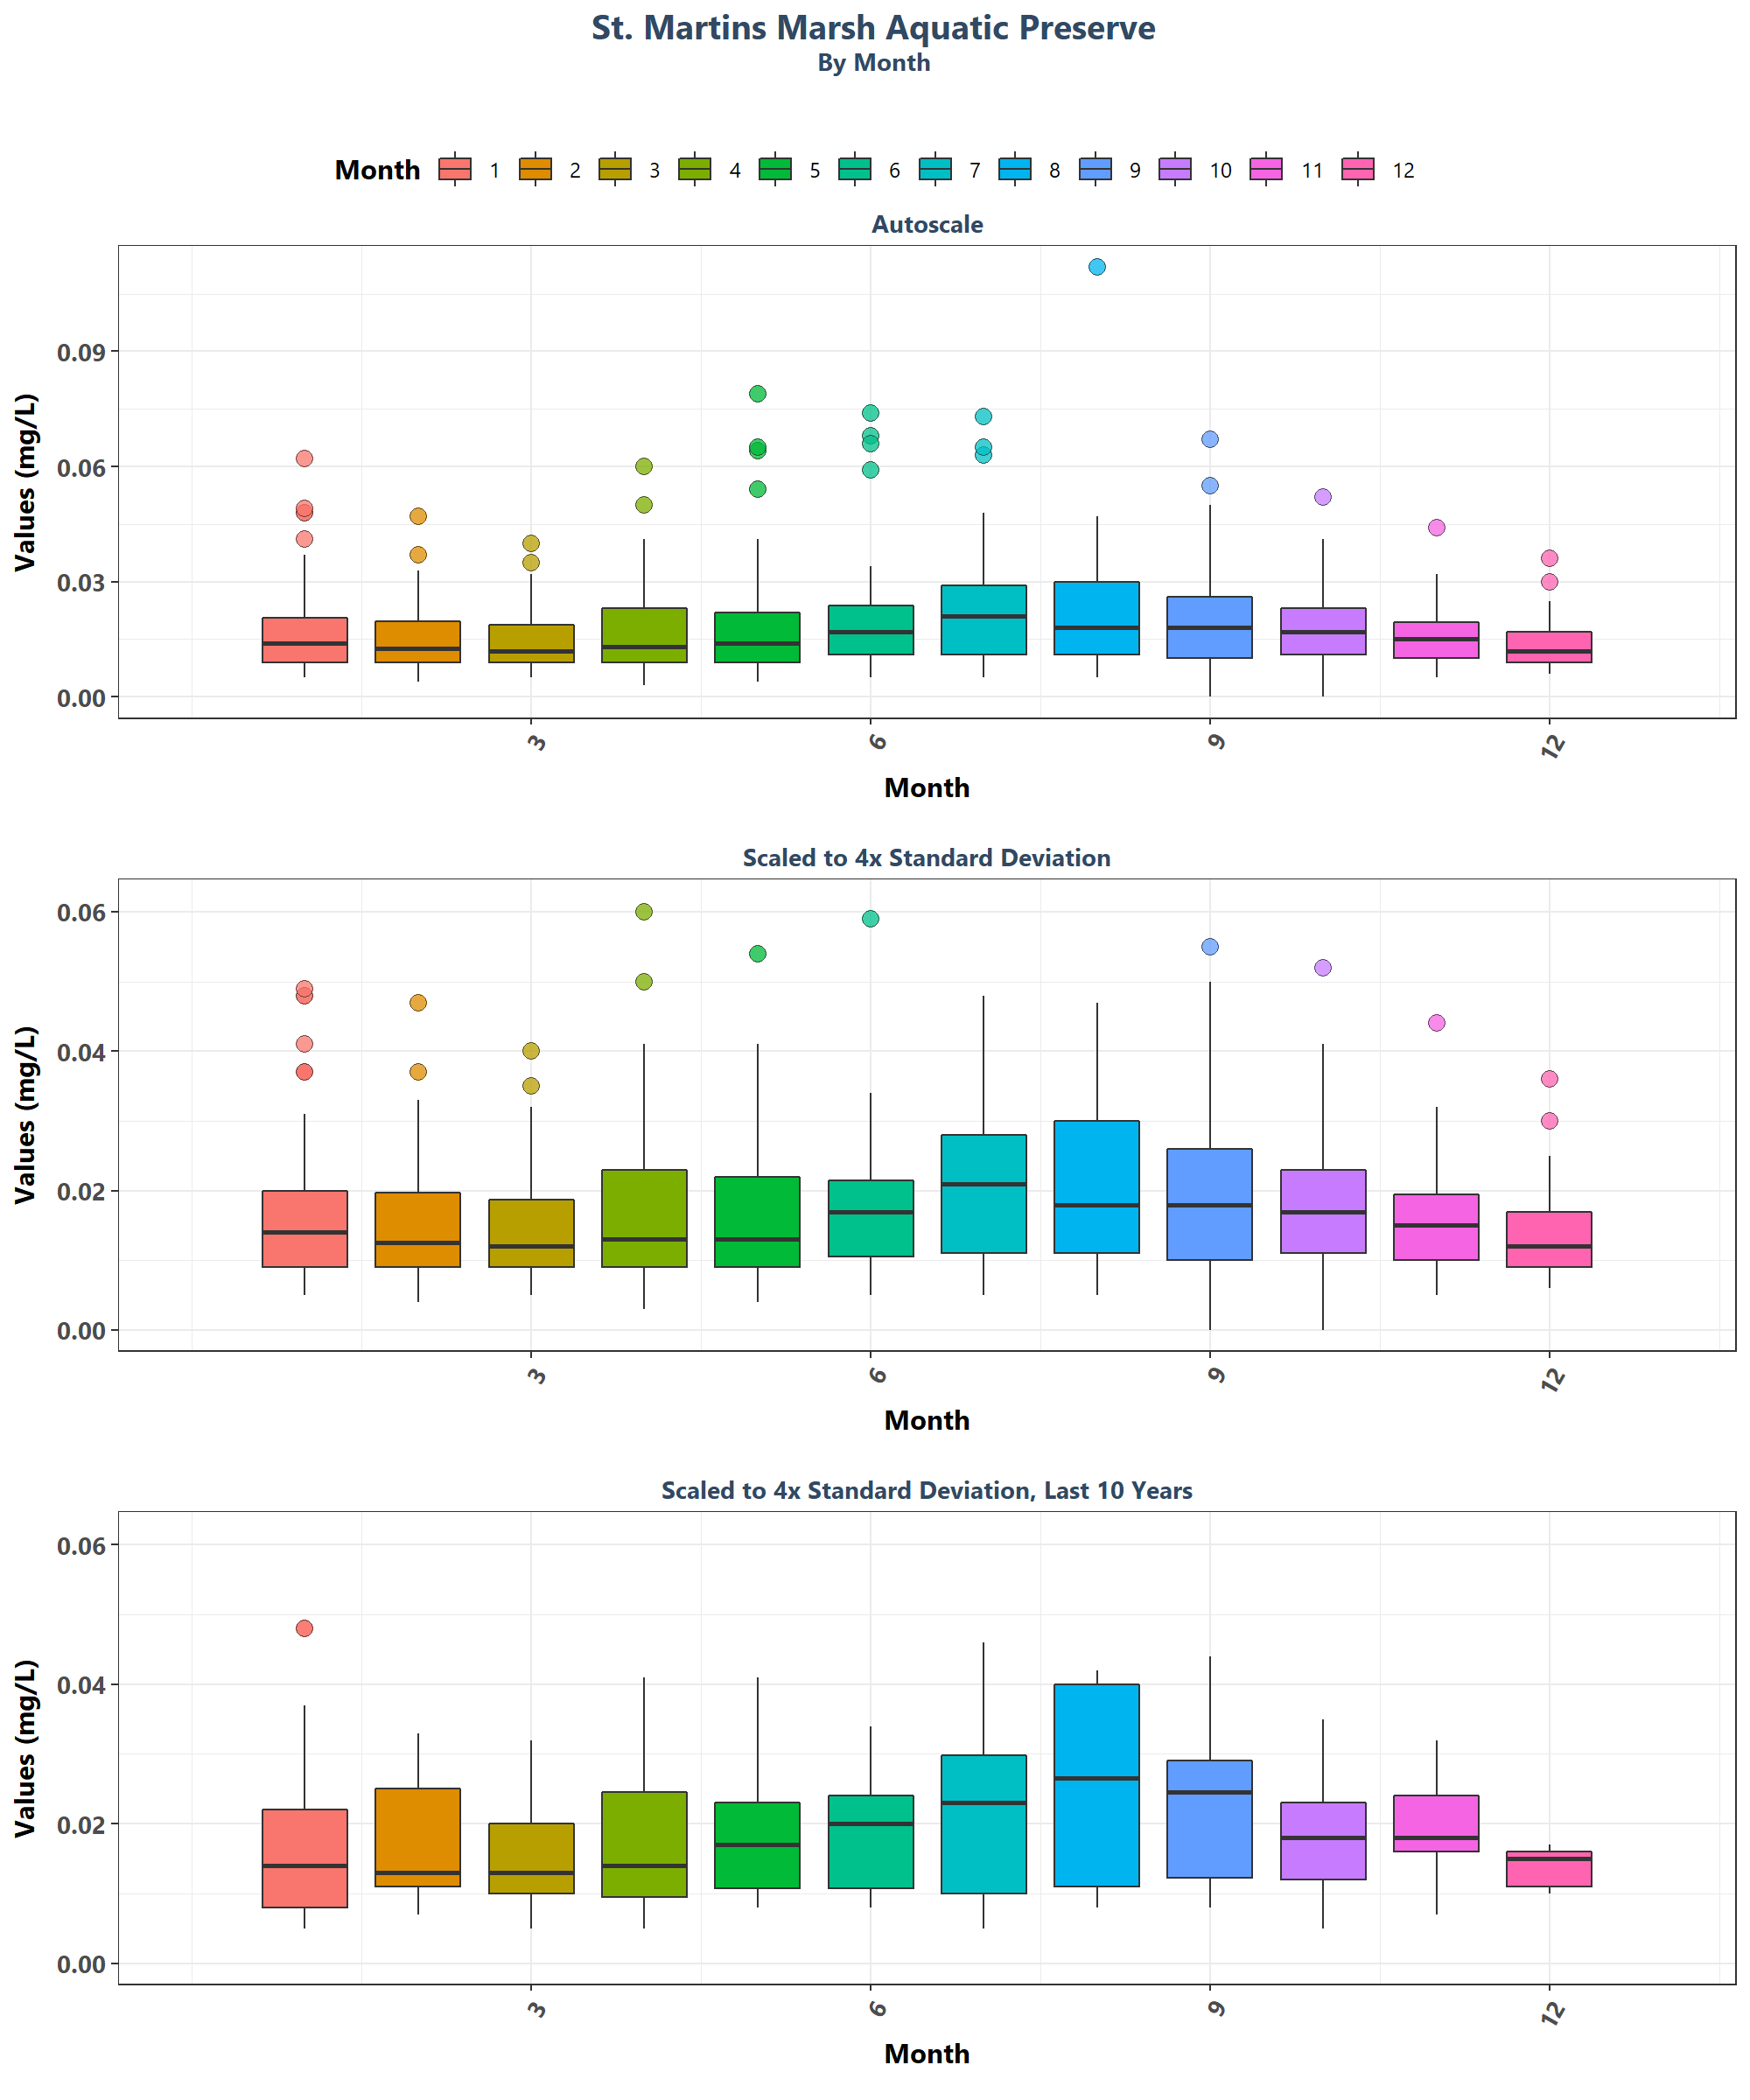 St. Martins Marsh Aquatic Preserve
By Month
Month 1 2 3 4 5 6 7 8 9 10 11 12
Autoscale
Values (mg/L)
0.09
0.06
0.03
0.00
3 6 9 12
Month
Scaled to 4x Standard Deviation
Values (mg/L)
0.06
0.04
0.02
0.00
3 6 9 12
Month
Scaled to 4x Standard Deviation, Last 10 Years
Values (mg/L)
0.06
0.04
0.02
0.00
3 6 9 12
Month